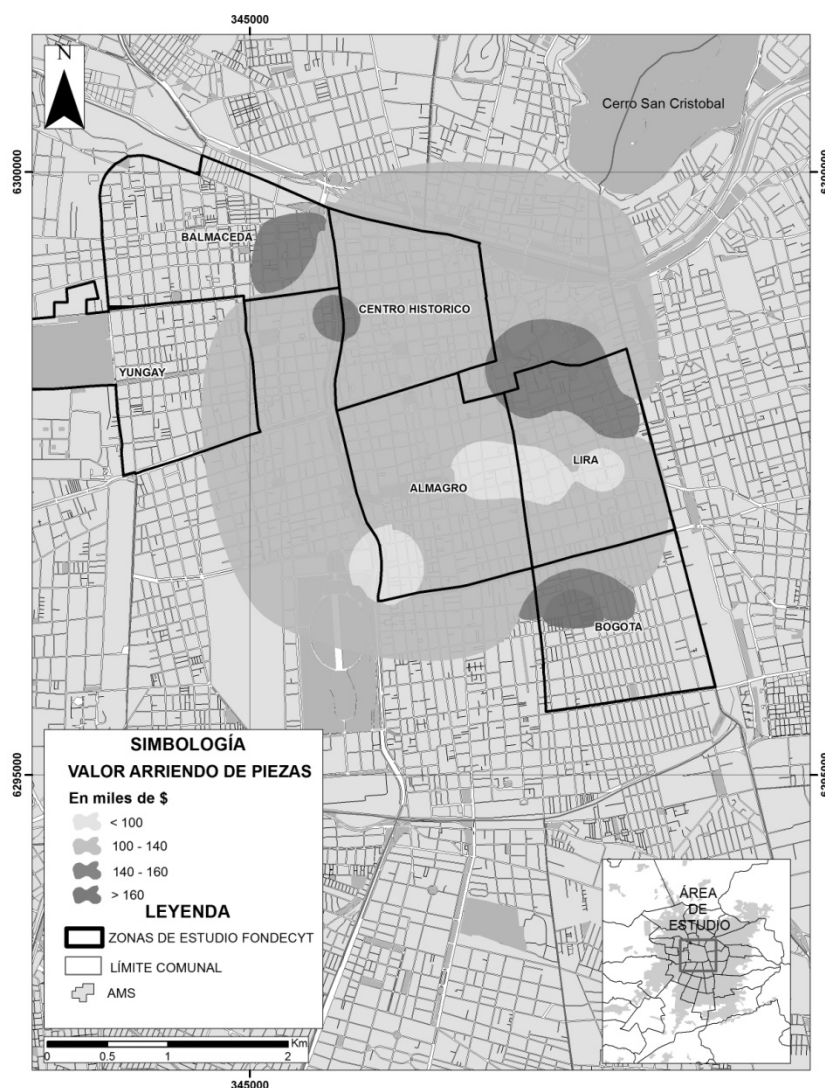 345000
N
Cerro San Cristobal
6300000
6300000
BALMACEDA
CENTRO HISTORICO
YUNGAY
LIRA
ALMAGRO
BOGOTA
SIMBOLOGÍA
VALOR ARRIENDO DE PIEZAS
En miles de $
< 100
100 - 140
140 - 160
> 160
LEYENDA
ZONAS DE ESTUDIO FONDECYT
LÍMITE COMUNAL
AMS
6295000
6295000
ÁREA
DE
ESTUDIO
Km
0 0.5 1 2
345000